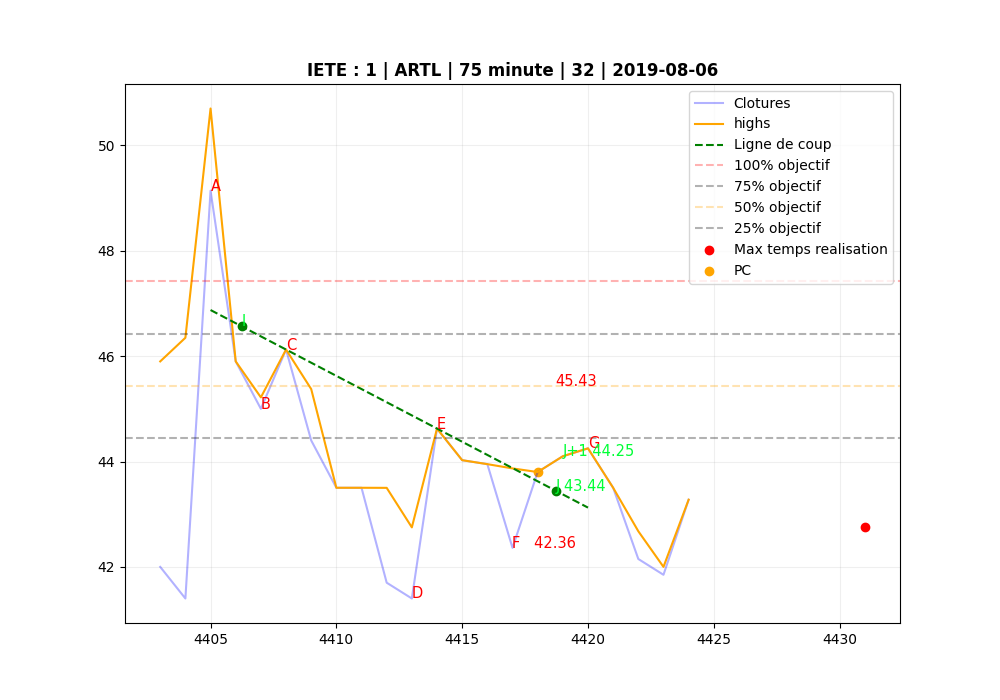 IETE : 1 | ARTL | 75 minute | 32 | 2019-08-06
Clotures
highs
Ligne de coup
100% objectif
75% objectif
50% objectif
25% objectif
Max temps realisation
PC
50
48
46
44
42
A
J
C
B
45.43
E
G
J+1 44.25
I 43.44
F 42.36
D
4405 4410 4415 4420 4425 4430